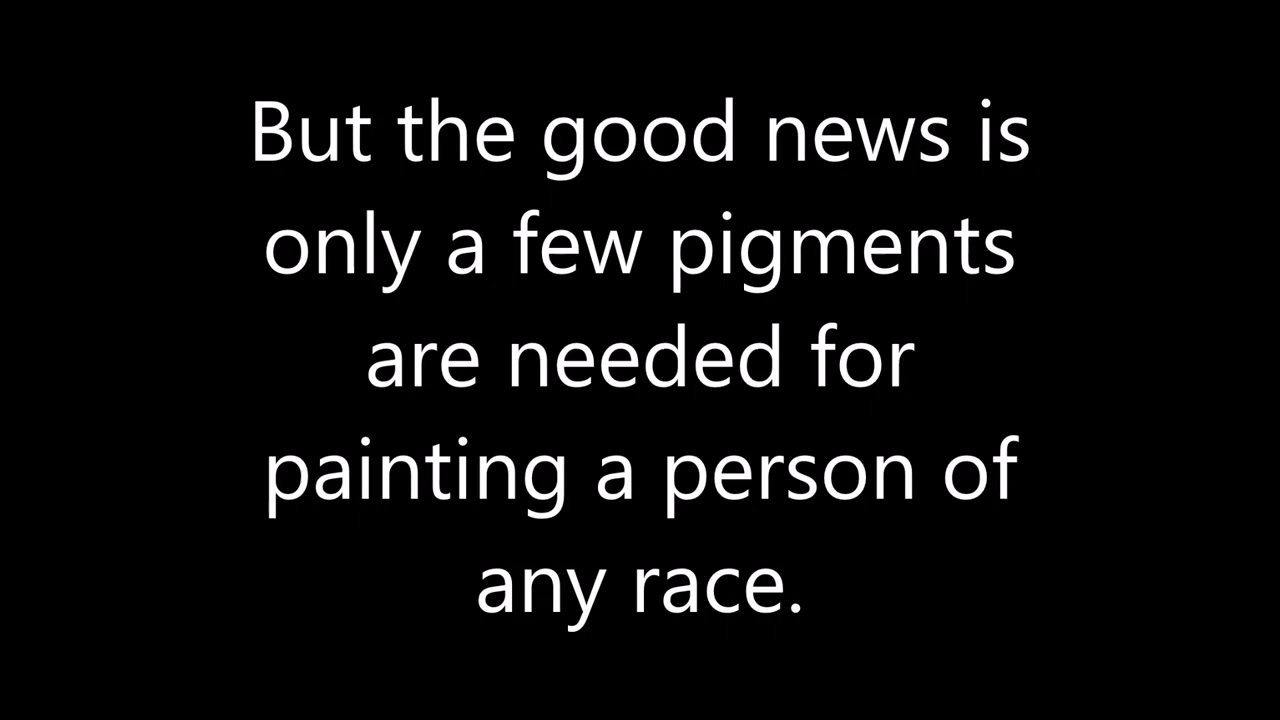 But the good news is
only a few pigments
are needed for
painting a person of
any race.